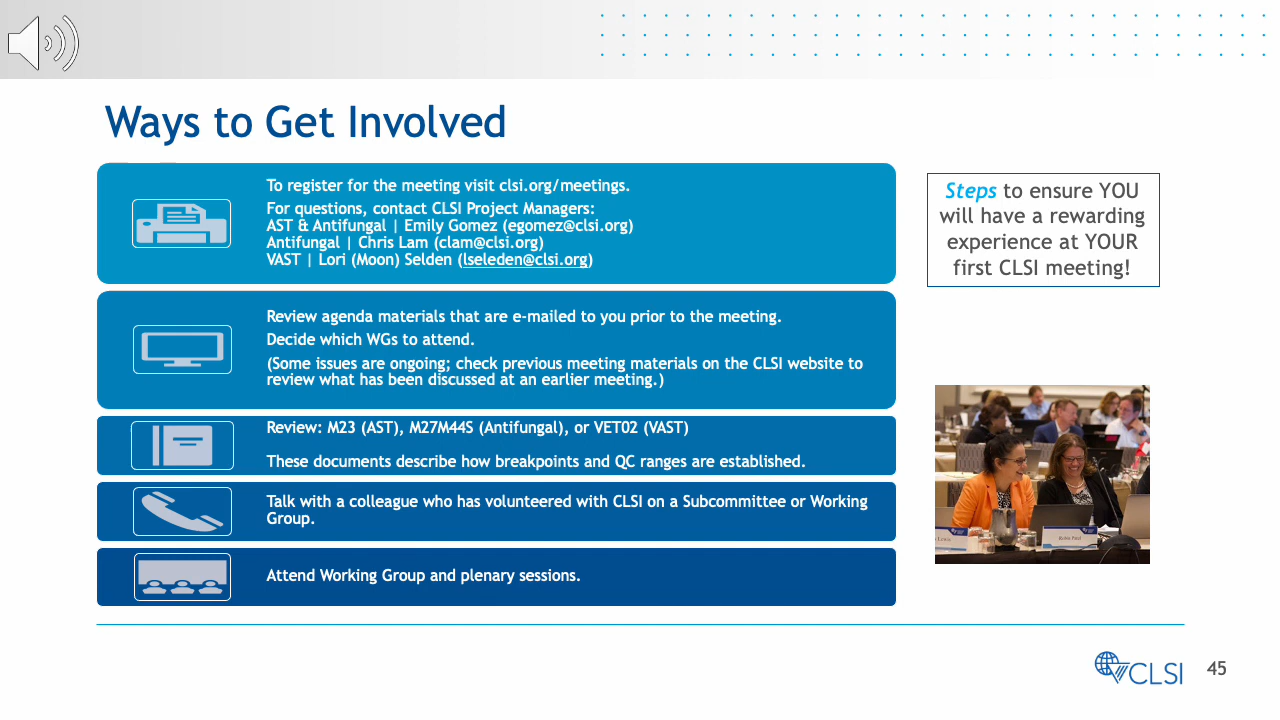 Ways to Get Involved
To register for the meeting visit clsi.org/meetings.
For questions, contact CLSI Project Managers:
AST & Antifungal | Emily Gomez (egomez@clsi.org)
Antifungal | Chris Lam (clam@clsi.org)
VAST | Lori (Moon) Selden (lseleden@clsi.org)
Review agenda materials that are e-mailed to you prior to the meeting.
Decide which WGs to attend.
(Some issues are ongoing; check previous meeting materials on the CLSI website to
review what has been discussed at an earlier meeting.)
Review: M23 (AST), M27M44S (Antifungal), or VET02 (VAST)
These documents describe how breakpoints and QC ranges are established.
Talk with a colleague who has volunteered with CLSI on a Subcommittee or Working
Group.
Attend Working Group and plenary sessions.
Steps to ensure YOU
will have a rewarding
experience at YOUR
first CLSI meeting!
Robin Patel
CLSI
45